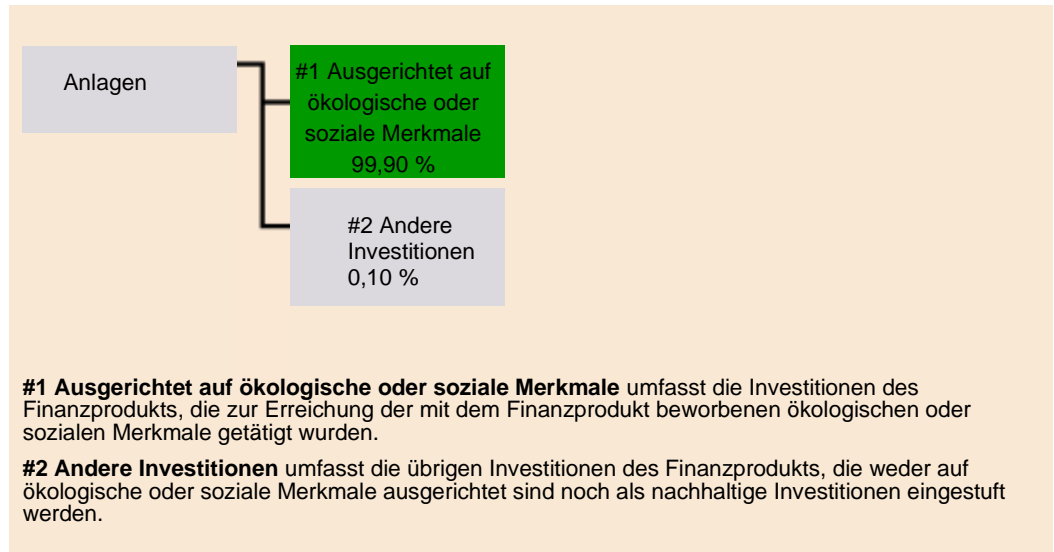 Anlagen
#1 Ausgerichtet auf
ökologische oder
soziale Merkmale
99,90 %
#2 Andere
Investitionen
0,10 %
#1 Ausgerichtet auf ökologische oder soziale Merkmale umfasst die Investitionen des
Finanzprodukts, die zur Erreichung der mit dem Finanzprodukt beworbenen ökologischen oder
sozialen Merkmale getätigt wurden.
#2 Andere Investitionen umfasst die übrigen Investitionen des Finanzprodukts, die weder auf
ökologische oder soziale Merkmale ausgerichtet sind noch als nachhaltige Investitionen eingestuft
werden.